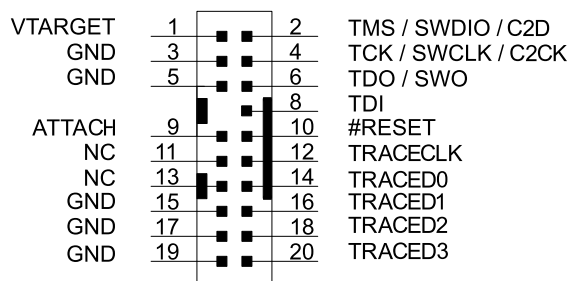 VTARGET 1 2 TMS / SWDIO / C2D
GND 3 4 TCK / SWCLK / C2CK
GND 5 6 TDO / SWO
8 TDI
ATTACH 9 10 #RESET
NC 11 12 TRACECLK
NC 13 14 TRACED0
GND 15 16 TRACED1
GND 17 18 TRACED2
GND 19 20 TRACED3